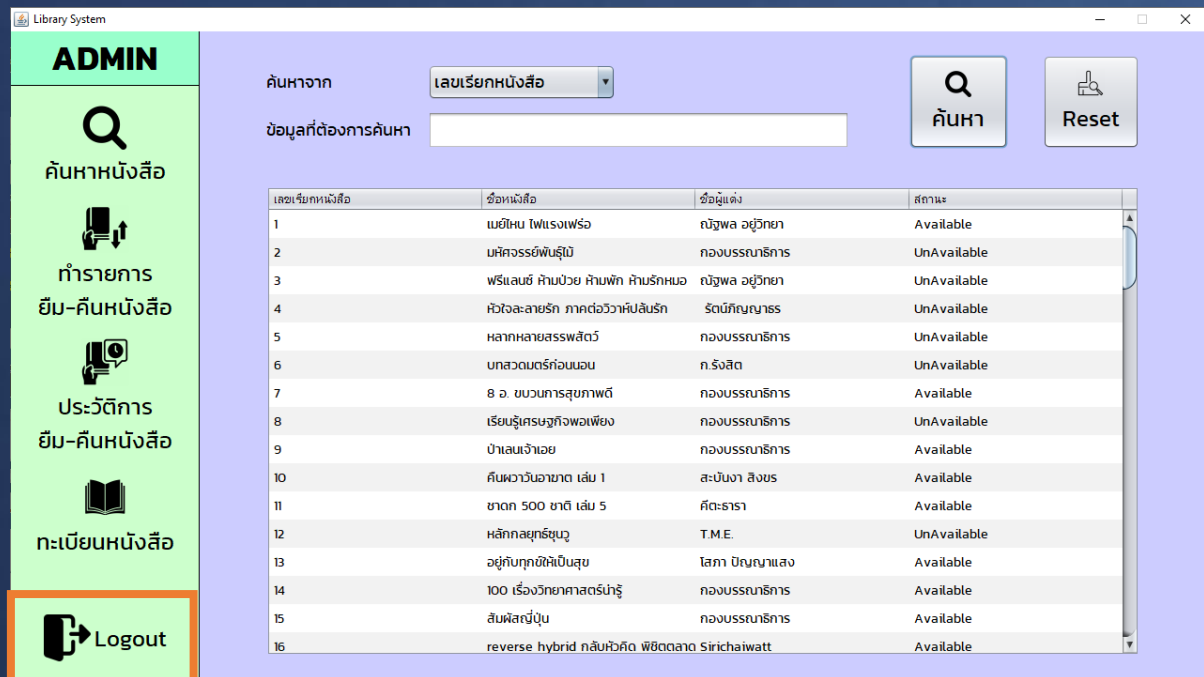 Library System
ADMIN
ค้นหาหนังสือ
ทำรายการ
ยืม-คืนหนังสือ
ประวัติการ
ยืม-คืนหนังสือ
ทะเบียนหนังสือ
Logout
ค้นหาจาก เลขเรียกหนังสือ
ข้อมูลที่ต้องการค้นหา
ค้นหา
Reset
เลขเรียกหนังสือ ชื่อหนังสือ ชื่อผู้แต่ง สถานะ
1 เมย์ไหน ไฟแรงเฟร่อ ณัฐพล อยู่วิทยา Available
2 มหัศจรรย์พันธุ์ไม้ กองบรรณาธิการ UnAvailable
3 ฟรีแลนซ์ ห้ามป่วย ห้ามพัก ห้ามรักหมอ ณัฐพล อยู่วิทยา UnAvailable
4 หัวใจละลายรัก ภาคต่อวิวาห์ปล้นรัก รัตน์ภิญญาธร UnAvailable
5 หลากหลายสรรพสัตว์ กองบรรณาธิการ UnAvailable
6 บทสวดมตร์ก่อนนอน ก.รังสิต UnAvailable
7 8 อ. ขบวนการสุขภาพดี กองบรรณาธิการ Available
8 เรียนรู้เศรษฐกิจพอเพียง กองบรรณาธิการ UnAvailable
9 ป่าเลนเจ้าเอย กองบรรณาธิการ Available
10 คืนผวาวันอาฆาต เล่ม 1 สะบันงา สิงขร Available
11 ชาดก 500 ชาติ เล่ม 5 คีตะธารา Available
12 หลักกลยุทธ์ซุนวู T.M.E. UnAvailable
13 อยู่กับทุกข์ให้เป็นสุข โสภา ปัญญาแสง Available
14 100 เรื่องวิทยาศาสตร์น่ารู้ กองบรรณาธิการ Available
15 สัมผัสญี่ปุ่น กองบรรณาธิการ Available
16 reverse hybrid กลับหัวคิด พิชิตตลาด Sirichaiwatt Available